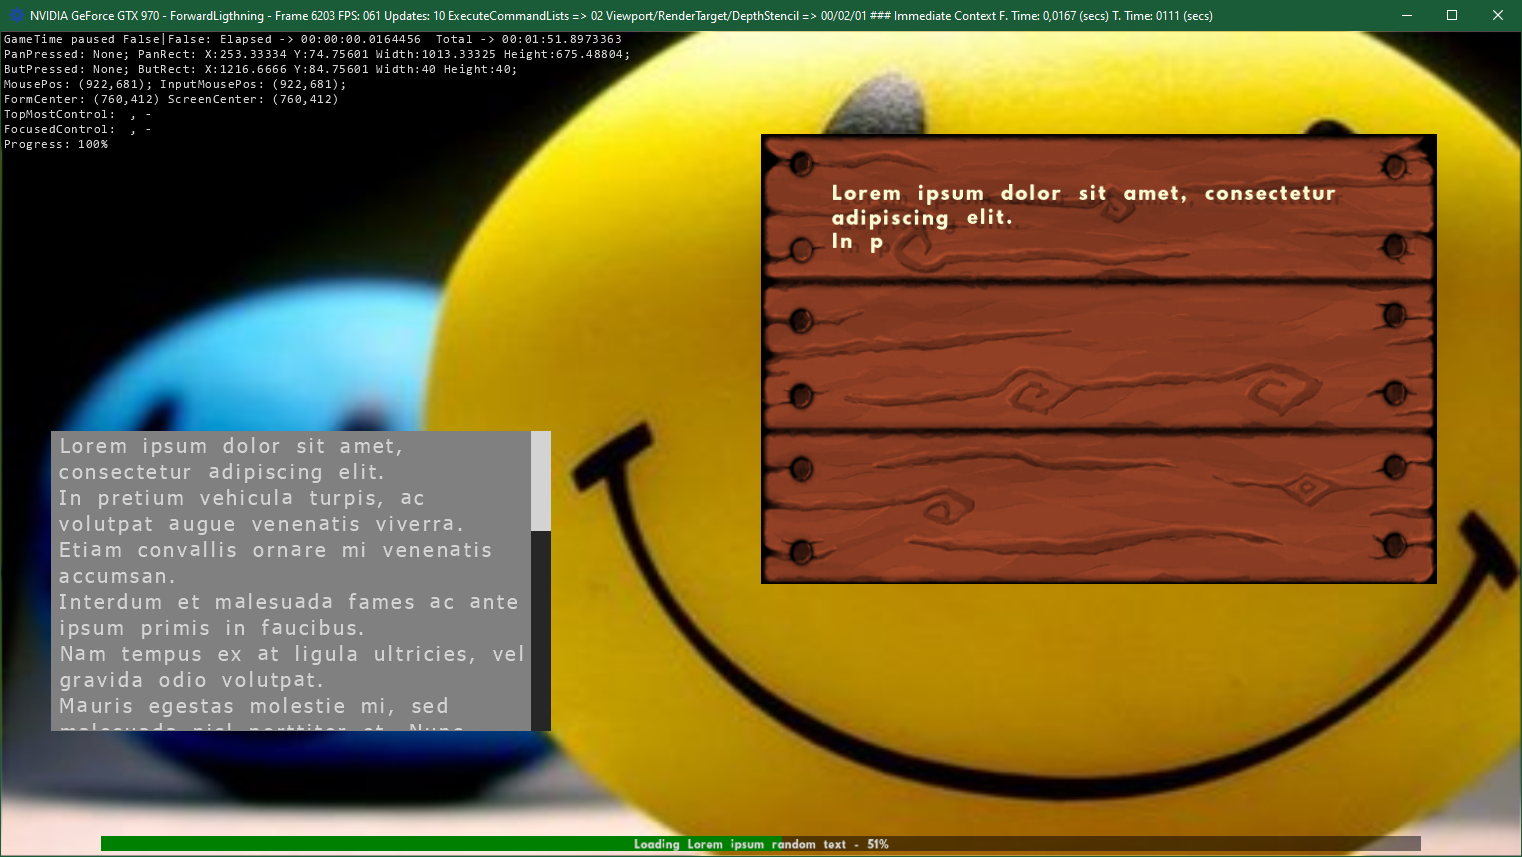 NVIDIA GeForce GTX 970 - ForwardLigthning - Frame 6203 FPS: 061 Updates: 10 ExecuteCommandLists => 02 Viewport/RenderTarget/DepthStencil => 00/02/01 ### Immediate Context F. Time: 0,0167 (secs) T. Time: 0111 (secs)
GameTime paused False|False: Elapsed -> 00:00:00.0164456  Total -> 00:01:51.8973363
PanPressed: None; PanRect: X:253.33334 Y:74.75601 Width:1013.33325 Height:675.48804;
ButPressed: None; ButRect: X:1216.6666 Y:84.75601 Width:40 Height:40;
MousePos: (922,681); InputMousePos: (922,681);
FormCenter: (760,412) ScreenCenter: (760,412)
TopMostControl:  , -
FocusedControl:  , -
Progress: 100%
Lorem ipsum dolor sit amet, consectetur
adipiscing elit.
In p
Lorem ipsum dolor sit amet,
consectetur adipiscing elit.
In pretium vehicula turpis, ac
volutpat augue venenatis viverra.
Etiam convallis ornare mi venenatis
accumsan.
Interdum et malesuada fames ac ante
ipsum primis in faucibus.
Nam tempus ex at ligula ultricies, vel
gravida odio volutpat.
Mauris egestas molestie mi, sed
malesuada nisl porttitor et. Nunc
Loading Lorem ipsum random text - 51%